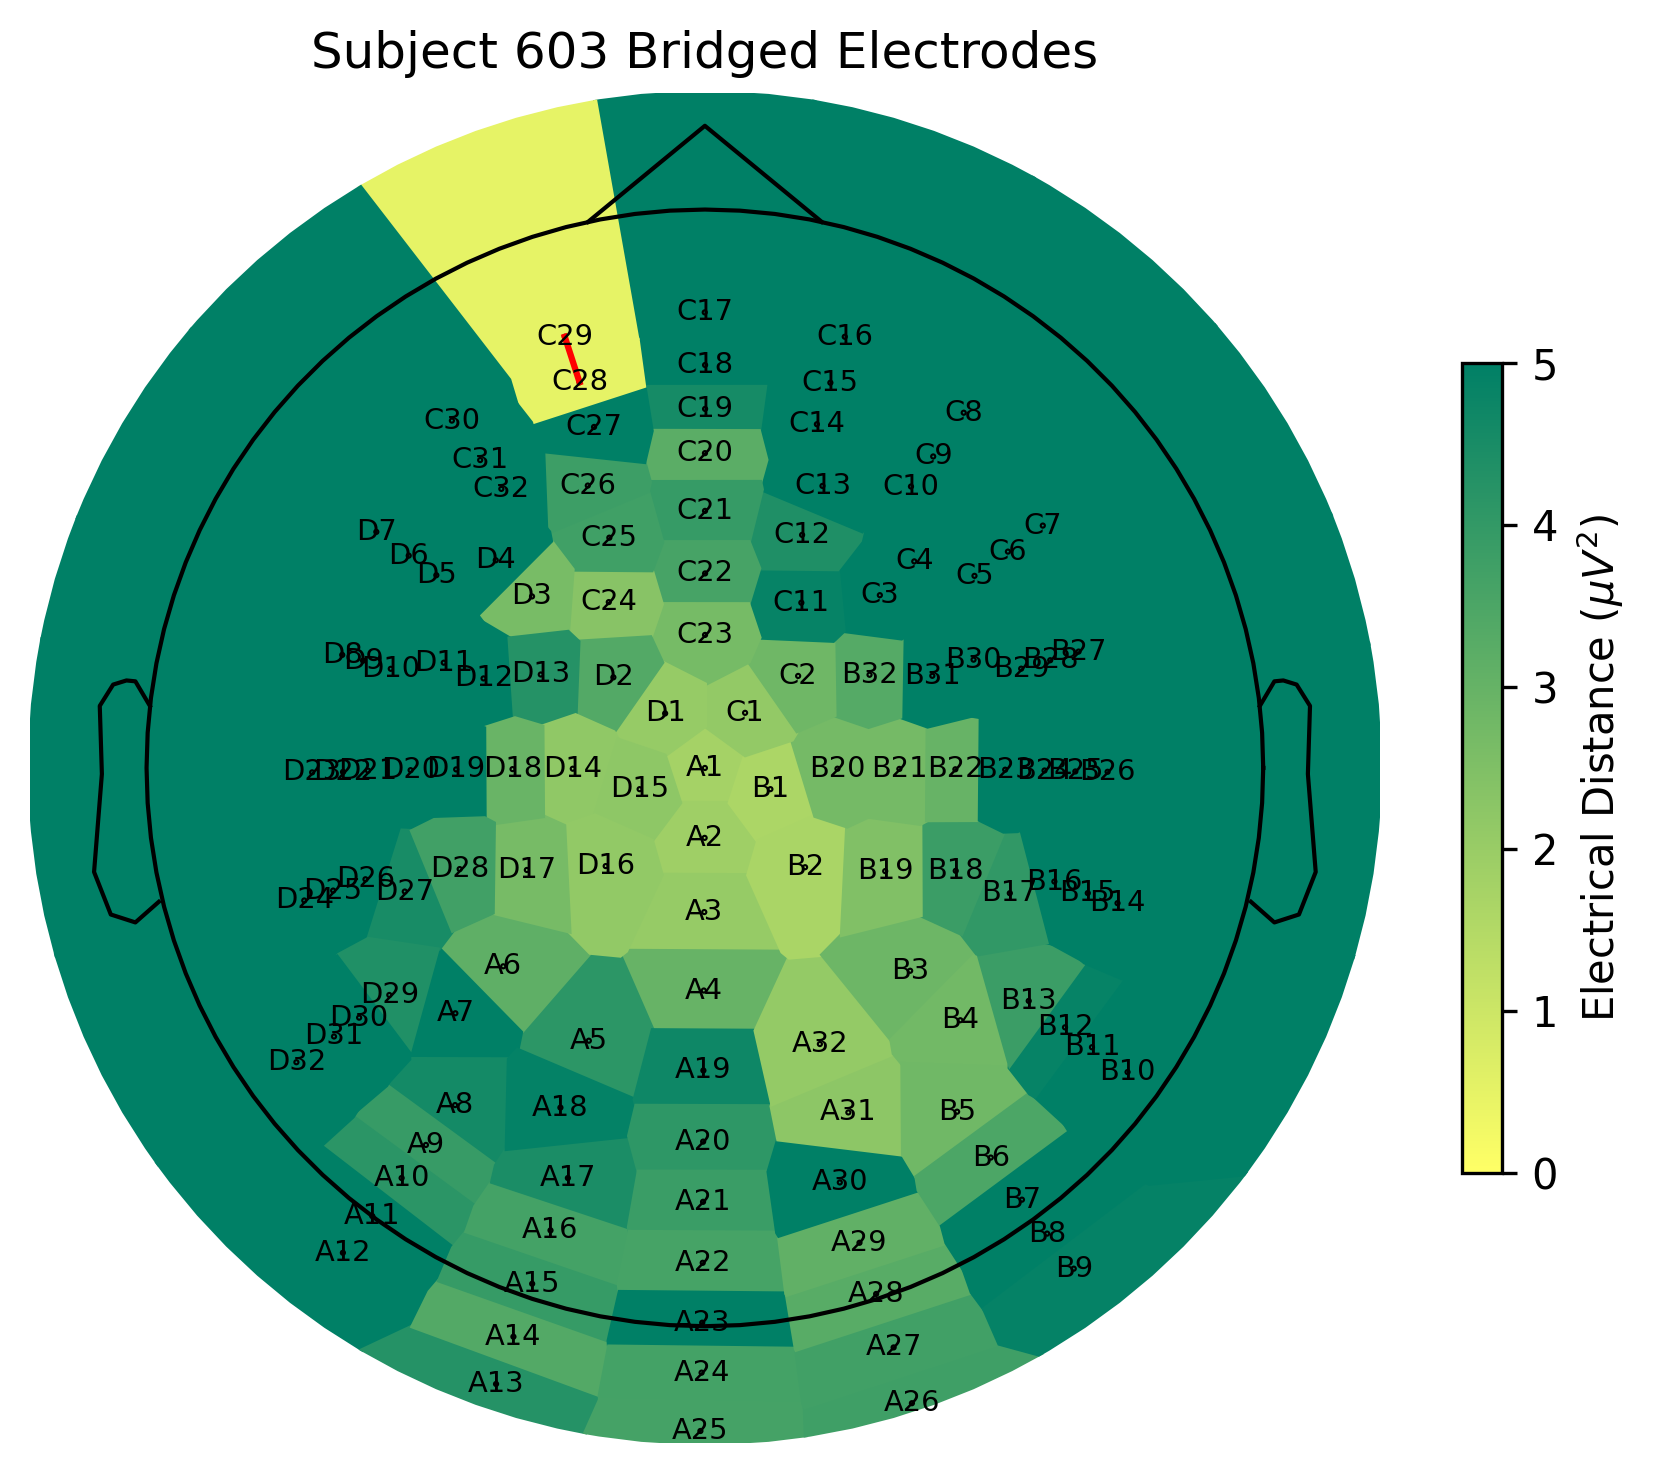 Subject 603 Bridged Electrodes
C17
C29 C16
C18
C28 C15
C19 C8
C30 C27 C14
C20 C9
C31
C32 C26 C13 C10
C21
D7 C25 C12 C7
D6 D4 C6
D5 C22 C4 C5
D3 C24 C11 C3
C23
D8 D9 D10 D11 D12 D13 D2 C2 B32 B31 B30 B29 B28 B27
D1 C1
D23 D22 D21 D20 D19 D18 D14 A1 B20 B21 B22 B23 B24 B25 B26
D15 B1
A2
D24 D25 D26 D27 D28 D17 D16 B2 B19 B18 B17 B16 B15 B14
A3
A6 B3
D29 A4 B13
D30 A7 B4 B12
D31 A5 A32 B11
D32 A19 B10
A8 A18 A31 B5
A9 A20 B6
A10 A17 A30
A11 A21 B7
A12 A16 A29 B8
A22 B9
A15 A28
A14 A23 A27
A13 A24
A26
A25
5
4
3
2
1
0
Electrical Distance (μV²)